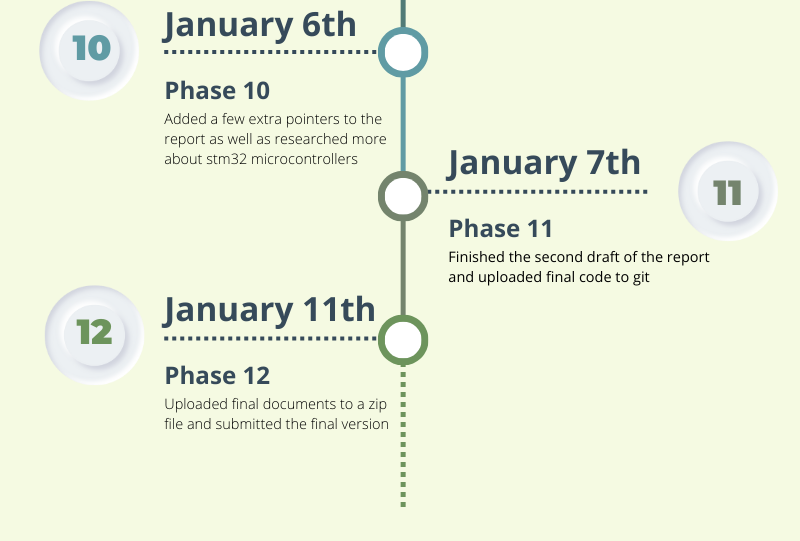 10
January 6th
Phase 10
Added a few extra pointers to the
report as well as researched more
about stm32 microcontrollers
January 7th
11
Phase 11
Finished the second draft of the report
and uploaded final code to git
12
January 11th
Phase 12
Uploaded final documents to a zip
file and submitted the final version